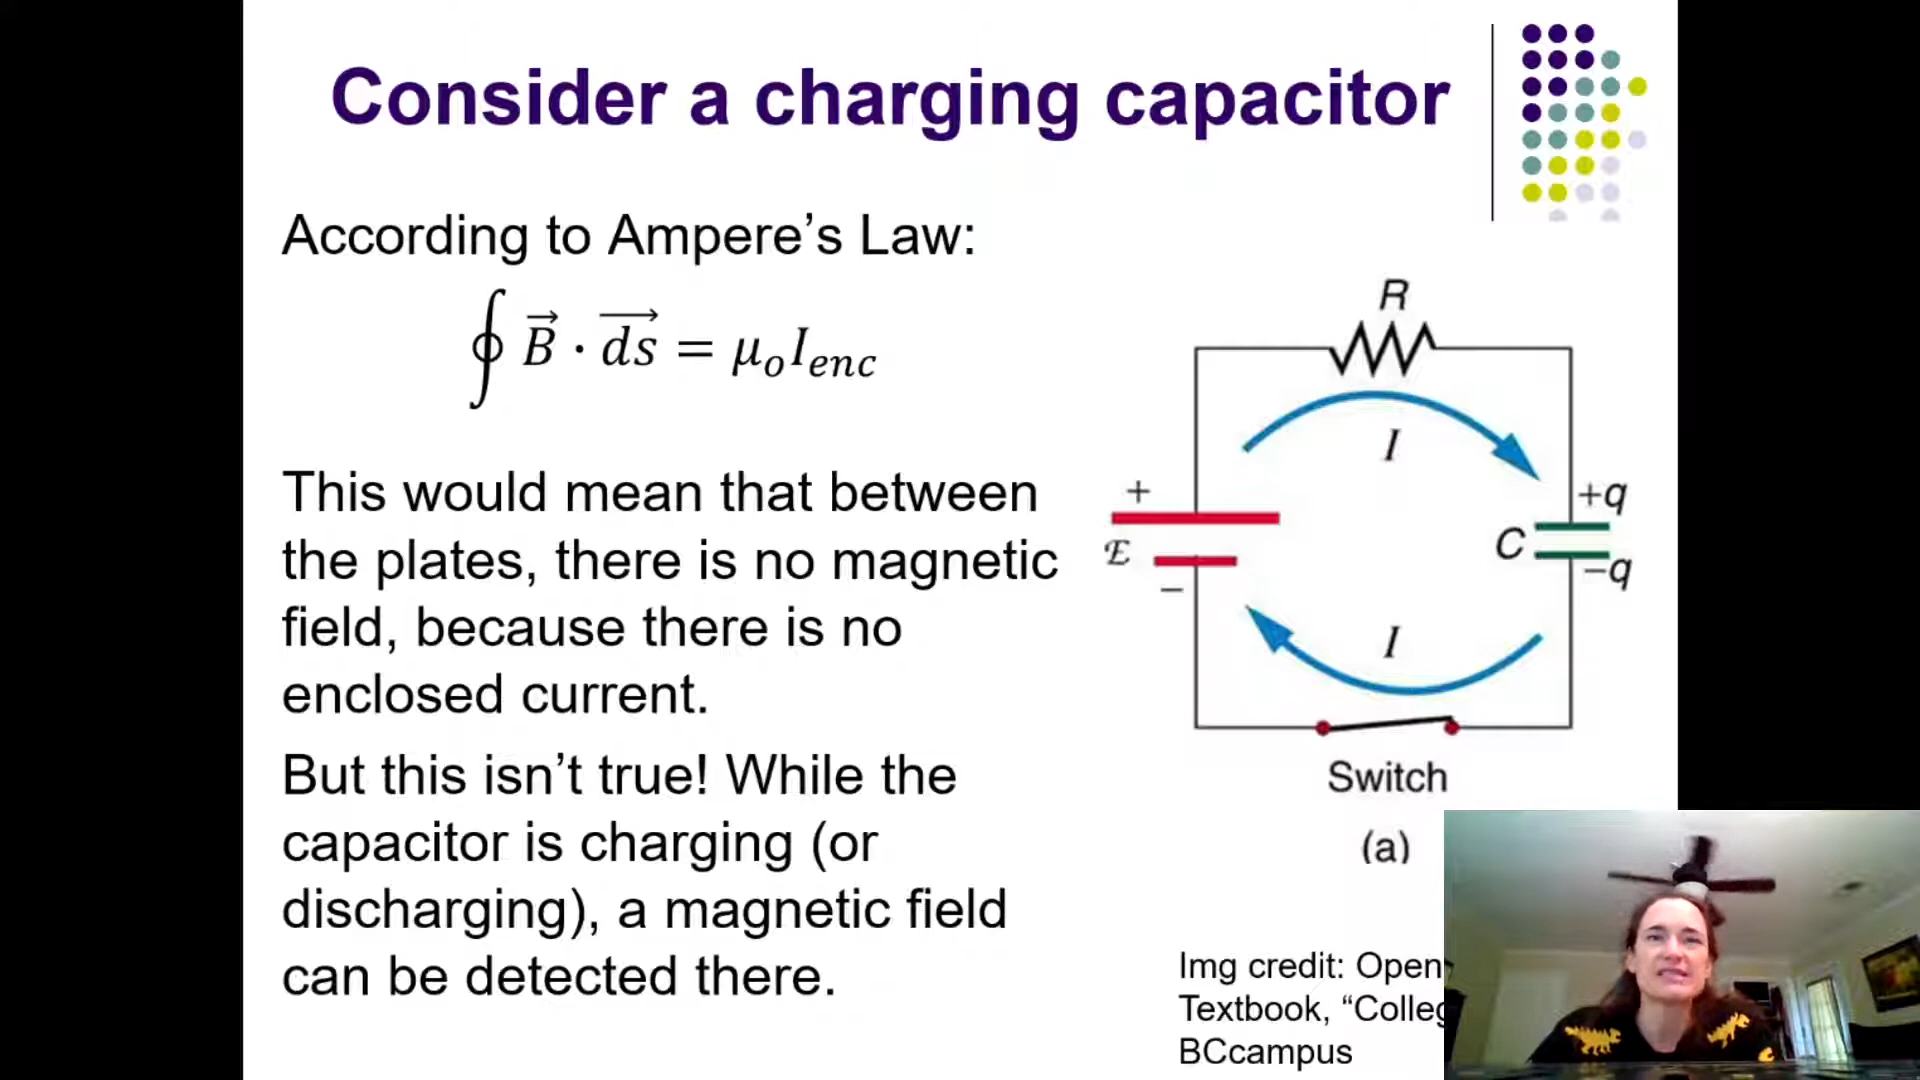 Consider a charging capacitor
According to Ampere’s Law:
∮ B⃗ · d͞s⃗ = μₒIₑₙc
This would mean that between
the plates, there is no magnetic
field, because there is no
enclosed current.
But this isn’t true! While the
capacitor is charging (or
discharging), a magnetic field
can be detected there.
R
I
+
+q
ℰ
C
−
−q
I
Switch
(a)
Img credit: Open
Textbook, “Colleg
BCcampus